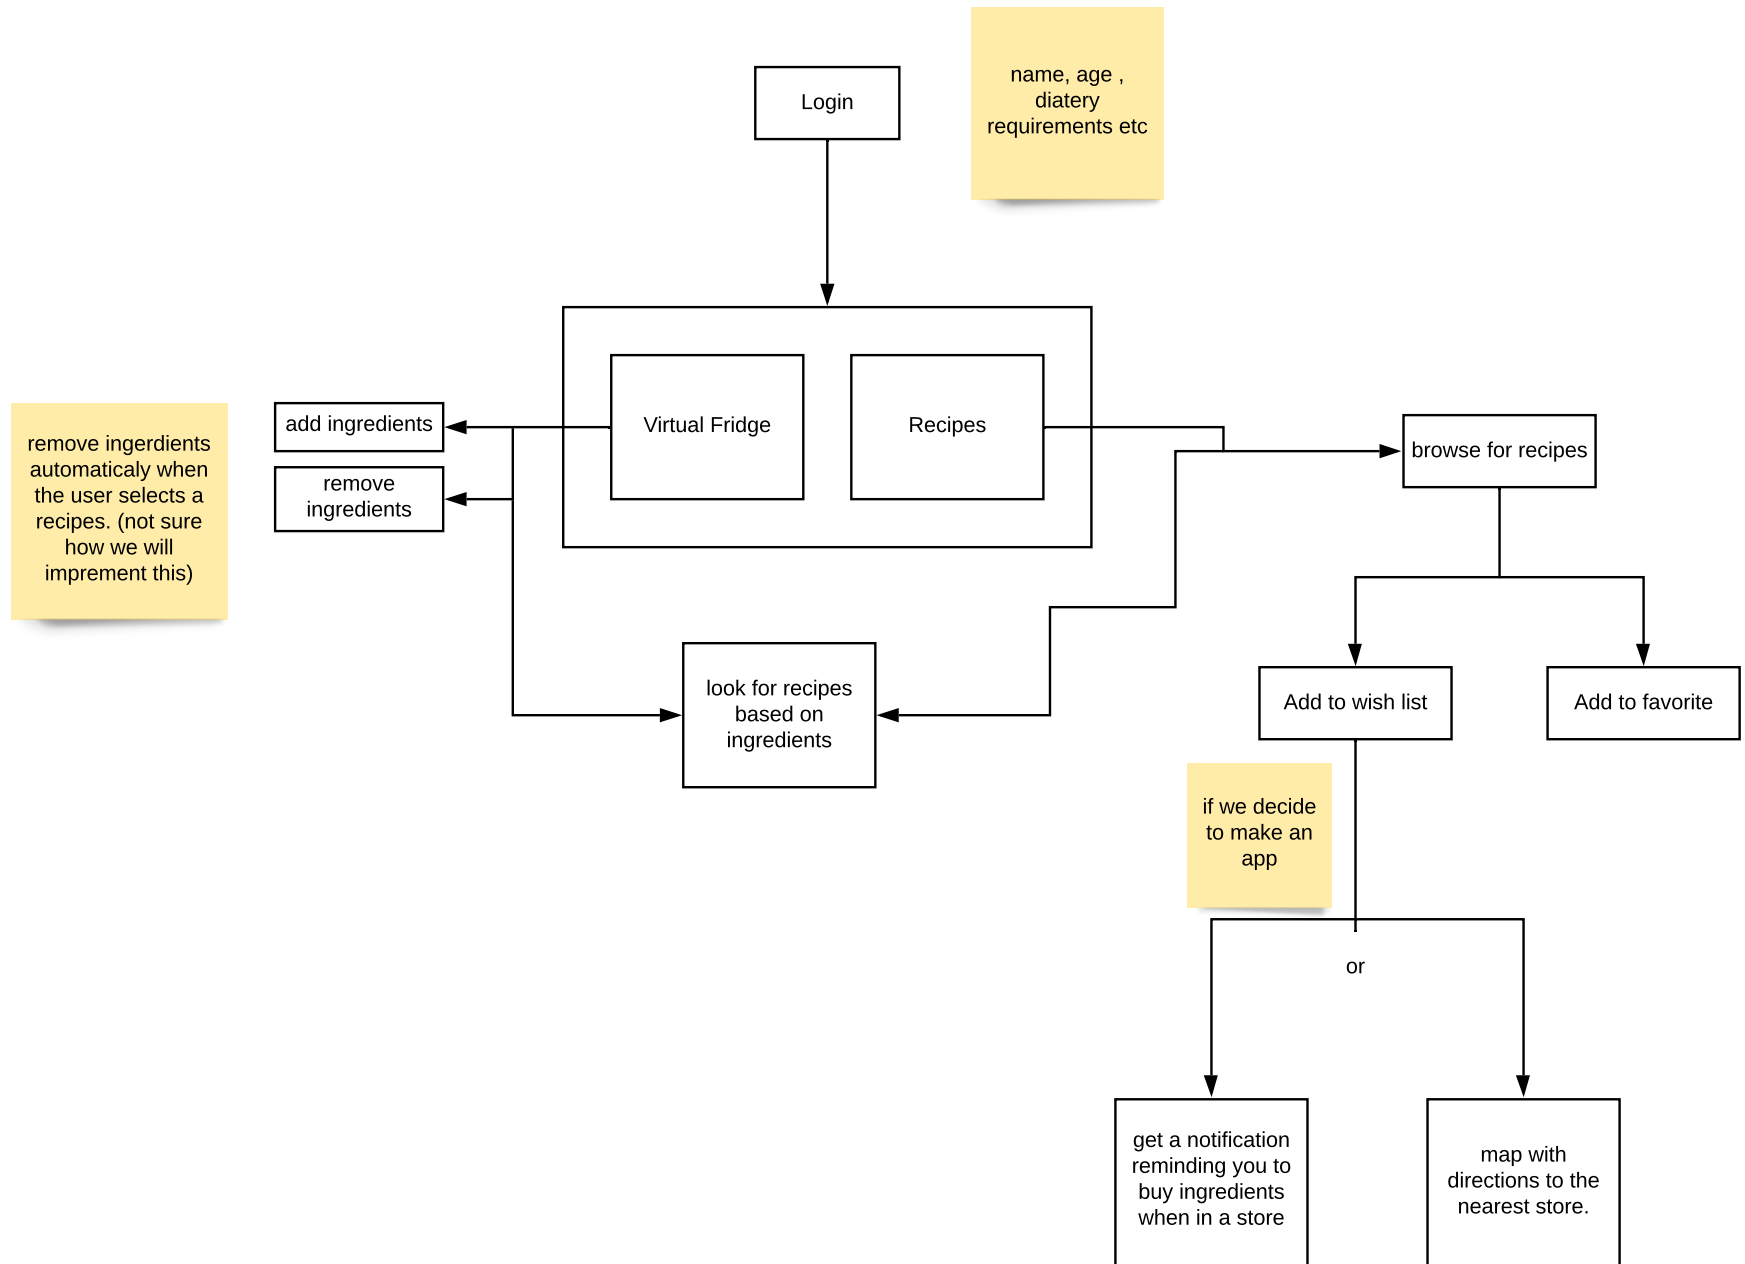 Login
name, age ,
diatery
requirements etc
Virtual Fridge
Recipes
add ingredients
remove
ingredients
remove ingerdients
automaticaly when
the user selects a
recipes. (not sure
how we will
imprement this)
browse for recipes
look for recipes
based on
ingredients
Add to wish list
Add to favorite
if we decide
to make an
app
or
get a notification
reminding you to
buy ingredients
when in a store
map with
directions to the
nearest store.